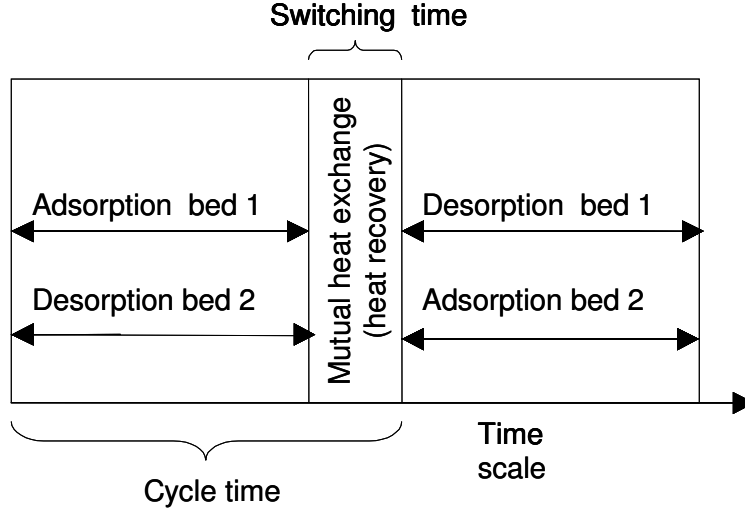 Switching time
Adsorption bed 1
Desorption bed 2
Mutual heat exchange
(heat recovery)
Desorption bed 1
Adsorption bed 2
Cycle time
Time
scale